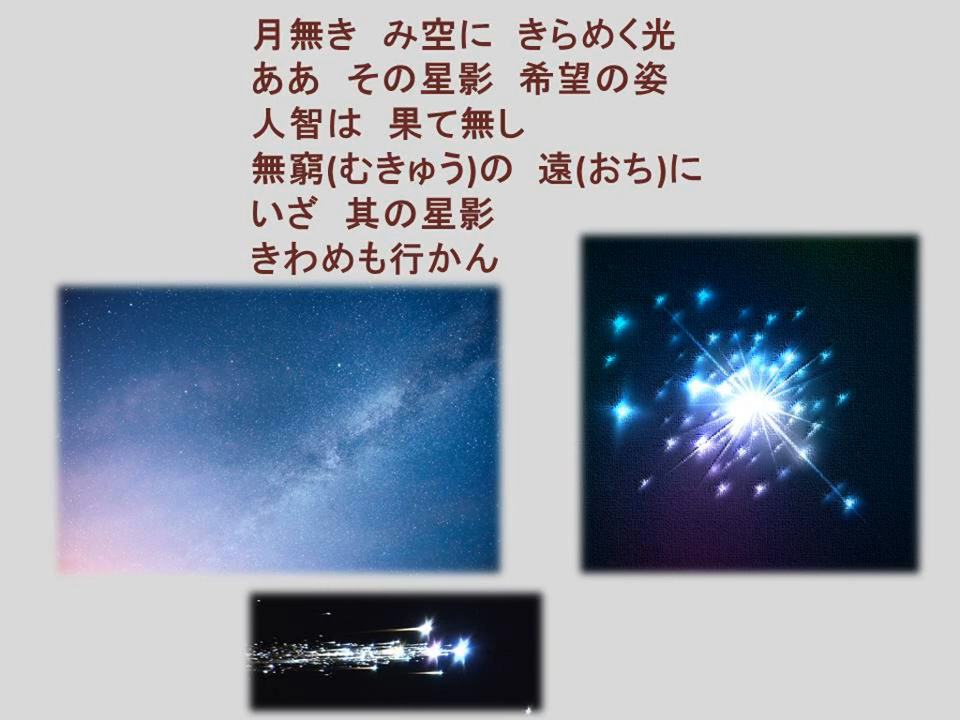 月無き　み空に　きらめく光
ああ　その星影　希望の姿
人智は　果て無し
無窮(むきゅう)の　遠(おち)に
いざ　其の星影
きわめも行かん